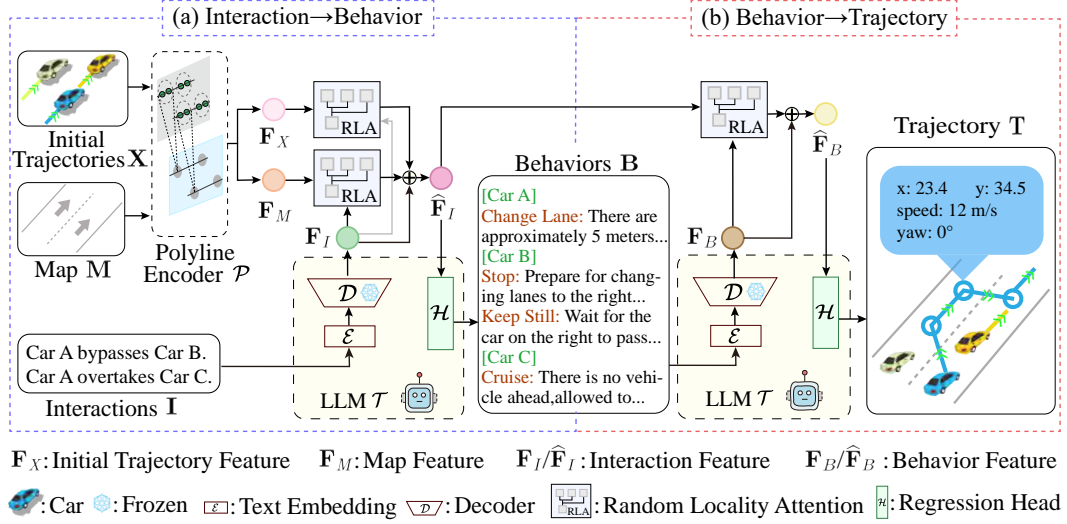 (a) Interaction→Behavior
(b) Behavior→Trajectory
Initial
Trajectories X
Map M
Polyline
Encoder P
F_X
F_M
RLA
RLA
F_I
F̂_I
D
E
H
LLM T
Car A bypasses Car B.
Car A overtakes Car C.
Interactions I
Behaviors B
[Car A]
Change Lane: There are
approximately 5 meters...
[Car B]
Stop: Prepare for chang-
ing lanes to the right...
Keep Still: Wait for the
car on the right to pass...
[Car C]
Cruise: There is no vehi-
cle ahead,allowed to...
RLA
F_B
F̂_B
D
E
H
LLM T
Trajectory T
x: 23.4 y: 34.5
speed: 12 m/s
yaw: 0°
F_X: Initial Trajectory Feature F_M: Map Feature F_I/F̂_I: Interaction Feature F_B/F̂_B: Behavior Feature
: Car : Frozen E : Text Embedding D : Decoder RLA : Random Locality Attention H : Regression Head